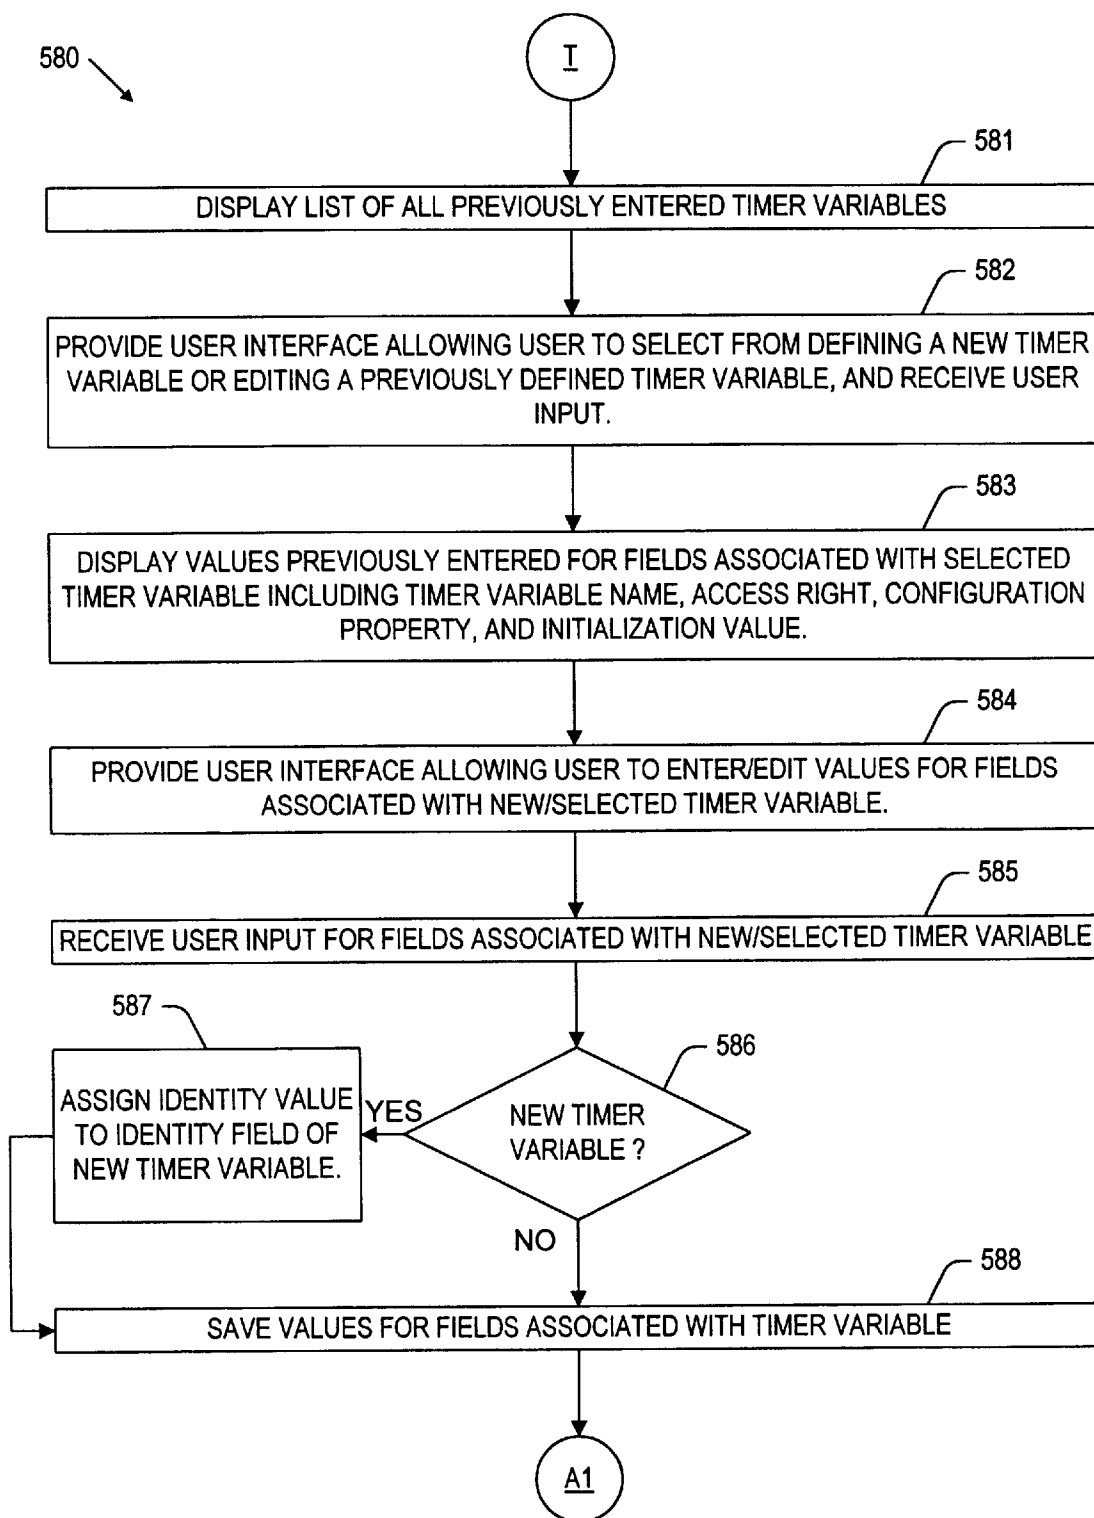 580
T
581
DISPLAY LIST OF ALL PREVIOUSLY ENTERED TIMER VARIABLES
582
PROVIDE USER INTERFACE ALLOWING USER TO SELECT FROM DEFINING A NEW TIMER
VARIABLE OR EDITING A PREVIOUSLY DEFINED TIMER VARIABLE, AND RECEIVE USER
INPUT.
583
DISPLAY VALUES PREVIOUSLY ENTERED FOR FIELDS ASSOCIATED WITH SELECTED
TIMER VARIABLE INCLUDING TIMER VARIABLE NAME, ACCESS RIGHT, CONFIGURATION
PROPERTY, AND INITIALIZATION VALUE.
584
PROVIDE USER INTERFACE ALLOWING USER TO ENTER/EDIT VALUES FOR FIELDS
ASSOCIATED WITH NEW/SELECTED TIMER VARIABLE.
585
RECEIVE USER INPUT FOR FIELDS ASSOCIATED WITH NEW/SELECTED TIMER VARIABLE
587
586
ASSIGN IDENTITY VALUE
TO IDENTITY FIELD OF
NEW TIMER VARIABLE.
YES
NEW TIMER
VARIABLE ?
NO
588
SAVE VALUES FOR FIELDS ASSOCIATED WITH TIMER VARIABLE
A1